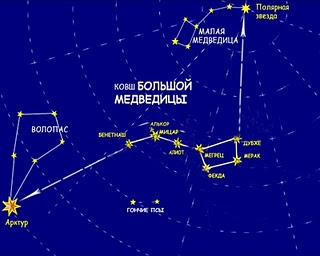 Полярная
звезда
МАЛАЯ
МЕДВЕДИЦА
КОВШ БОЛЬШОЙ
МЕДВЕДИЦЫ
ВОЛОПАС
БЕНЕТНАШ
АЛЬКОР
МИЦАР
АЛИОТ
МЕГРЕЦ
ДУБХЕ
МЕРАК
ФЕКДА
ГОНЧИЕ ПСЫ
Арктур